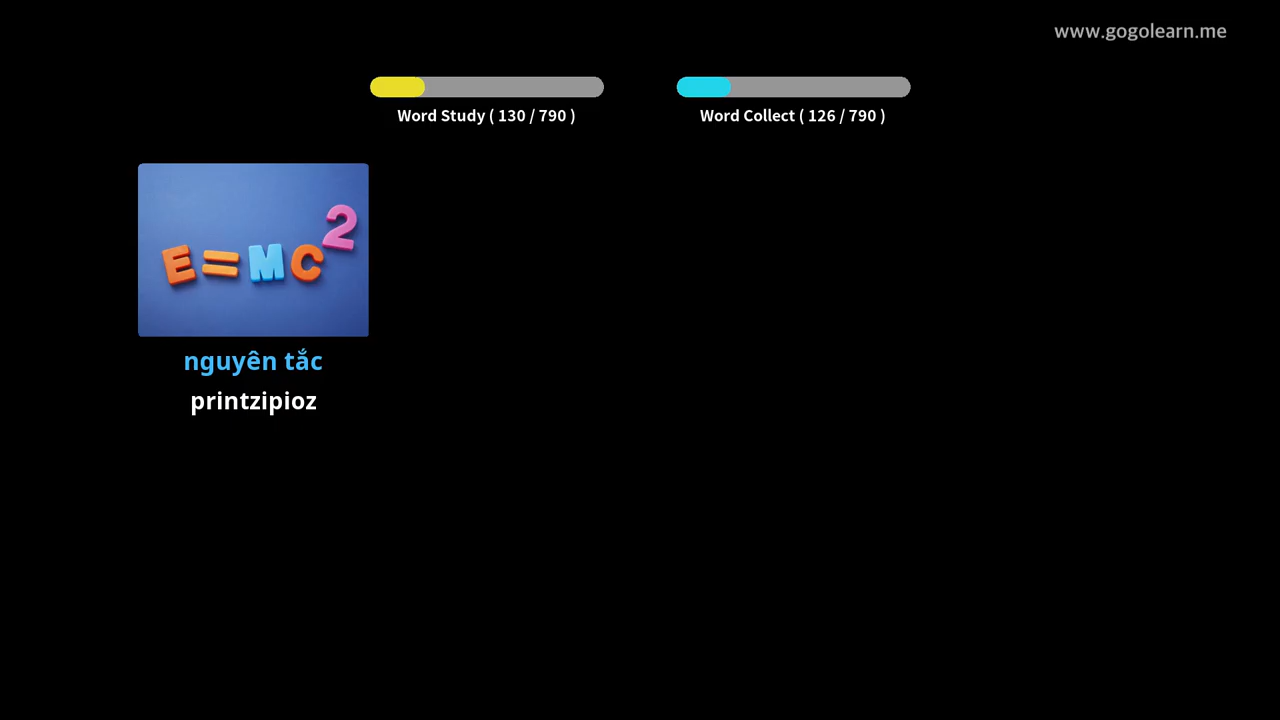 www.gogolearn.me
Word Study ( 130 / 790 )
Word Collect ( 126 / 790 )
E=MC²
nguyên tắc
printzipioz